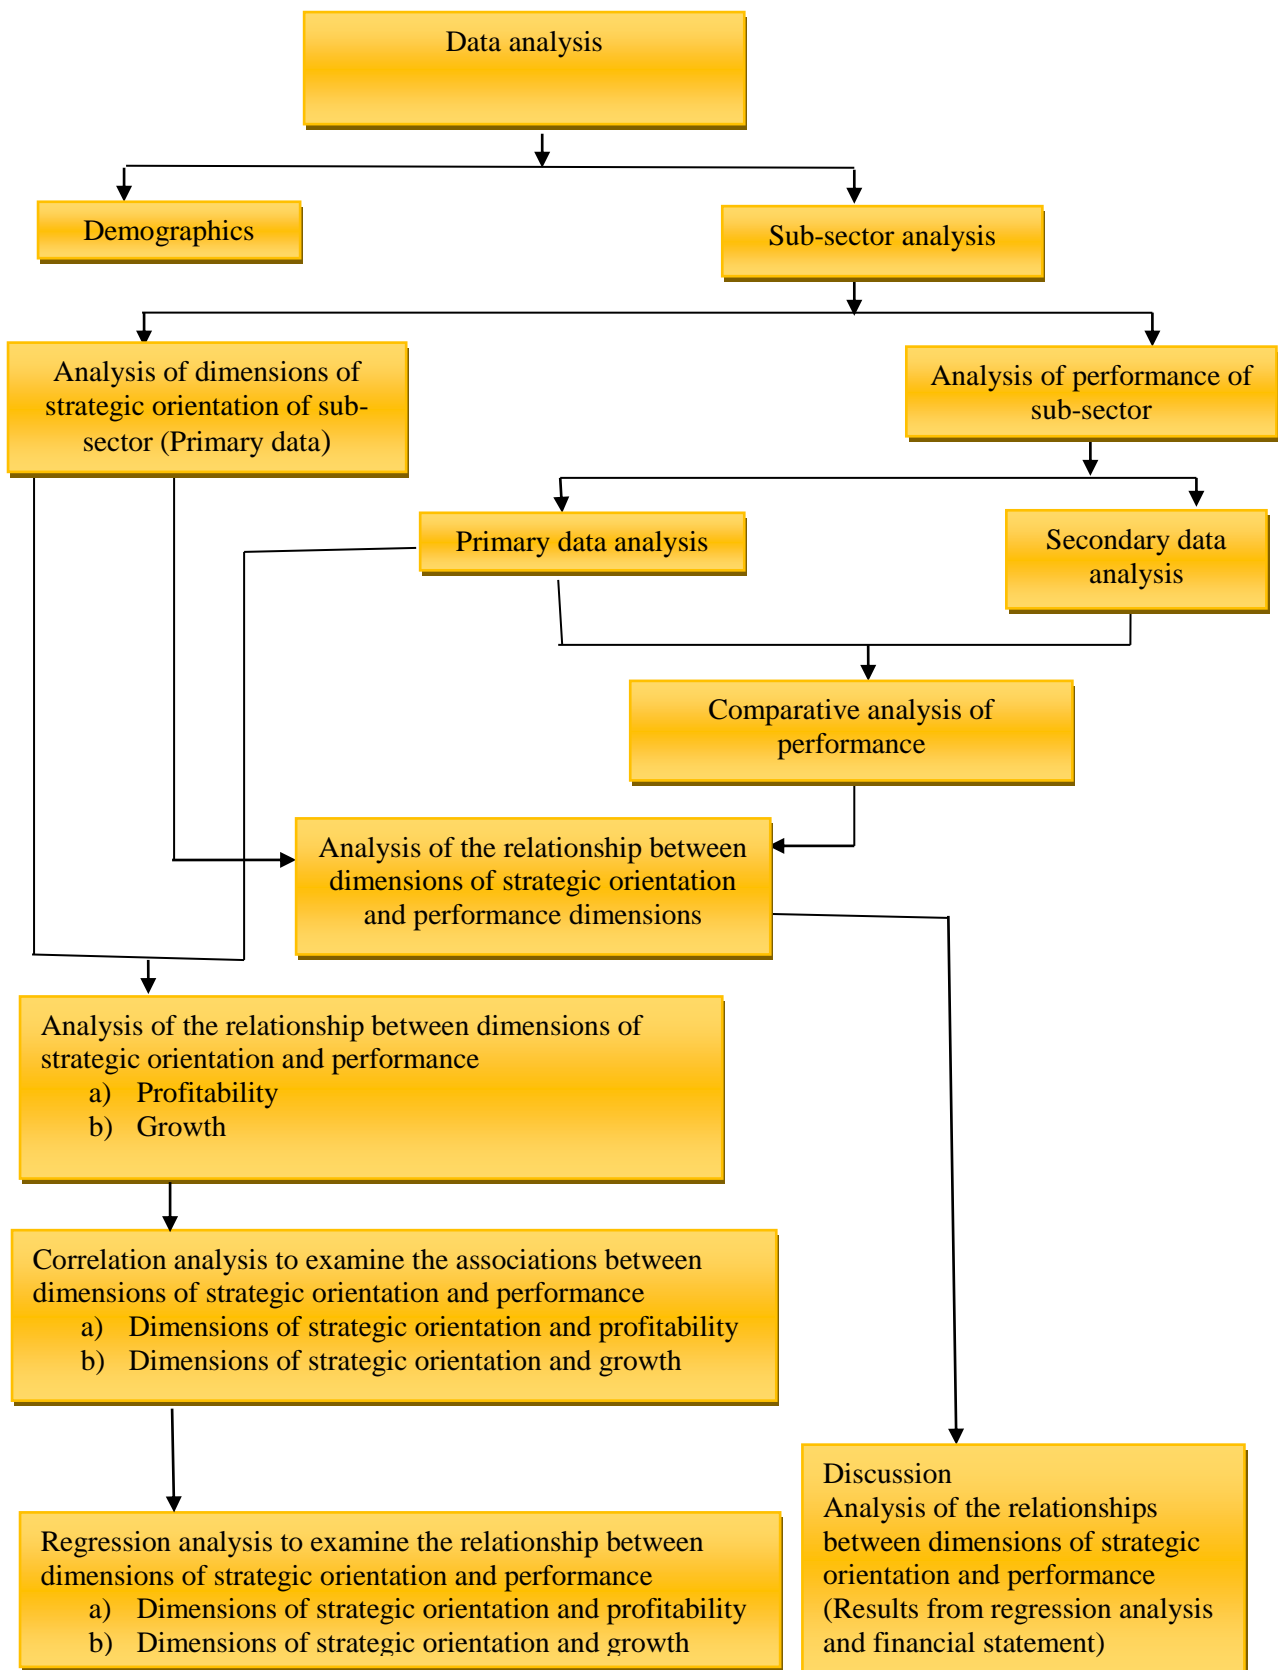 Data analysis
Demographics
Sub-sector analysis
Analysis of dimensions of
strategic orientation of sub-
sector (Primary data)
Analysis of performance of
sub-sector
Primary data analysis
Secondary data
analysis
Comparative analysis of
performance
Analysis of the relationship between
dimensions of strategic orientation
and performance dimensions
Analysis of the relationship between dimensions of
strategic orientation and performance
a) Profitability
b) Growth
Correlation analysis to examine the associations between
dimensions of strategic orientation and performance
a) Dimensions of strategic orientation and profitability
b) Dimensions of strategic orientation and growth
Regression analysis to examine the relationship between
dimensions of strategic orientation and performance
a) Dimensions of strategic orientation and profitability
b) Dimensions of strategic orientation and growth
Discussion
Analysis of the relationships
between dimensions of strategic
orientation and performance
(Results from regression analysis
and financial statement)